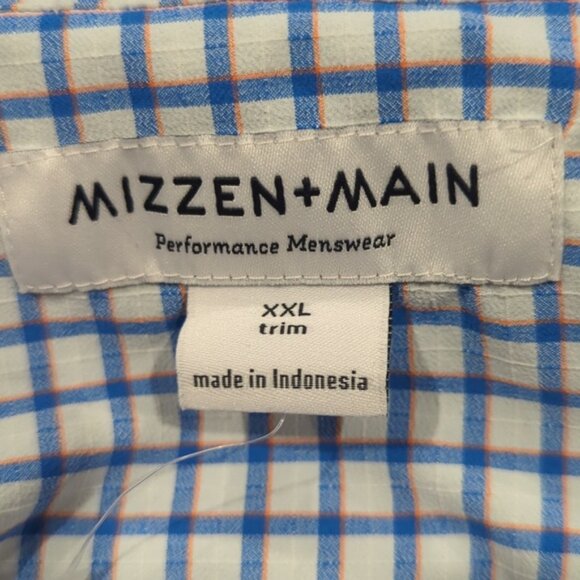 MIZZEN+MAIN
Performance Menswear
XXL
trim
made in Indonesia